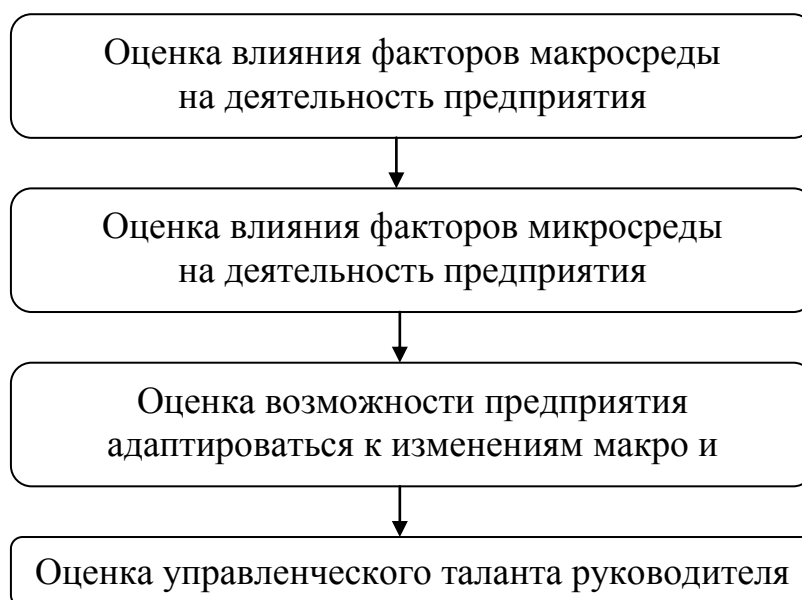 Оценка влияния факторов макросреды
на деятельность предприятия
Оценка влияния факторов микросреды
на деятельность предприятия
Оценка возможности предприятия
адаптироваться к изменениям макро и
Оценка управленческого таланта руководителя